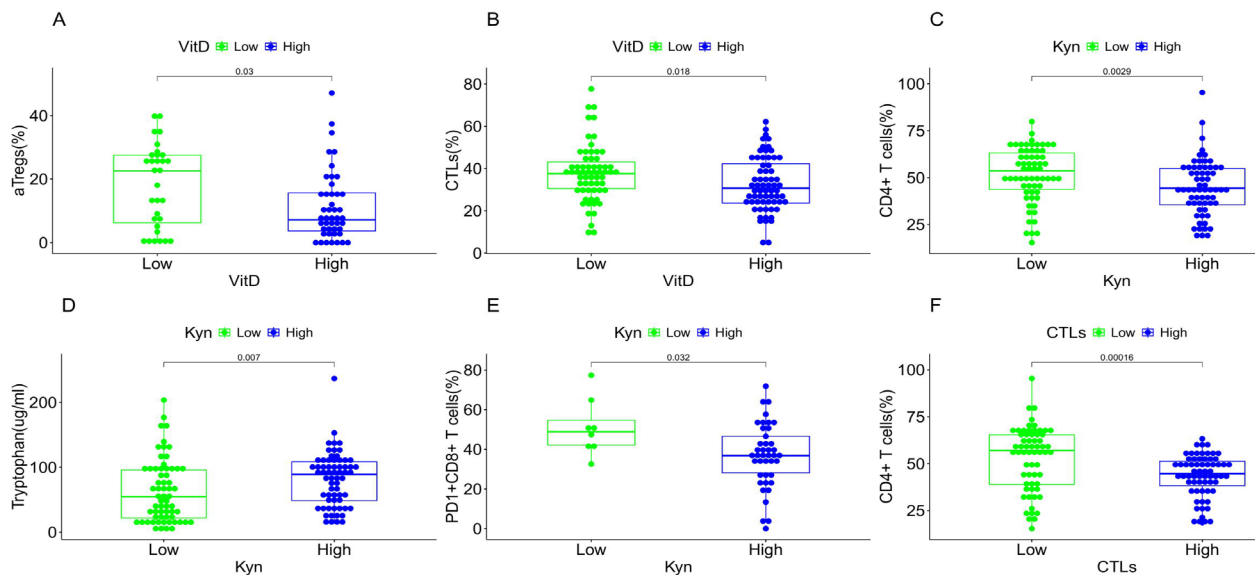 A
VitD Low High
0.03
aTregs(%)
40
20
0
Low High
VitD
B
VitD Low High
0.018
CTLs(%)
80
60
40
20
0
Low High
VitD
C
Kyn Low High
0.0029
CD4+ T cells(%)
100
75
50
25
Low High
Kyn
D
Kyn Low High
0.007
Tryptophan(ug/ml)
200
100
0
Low High
Kyn
E
Kyn Low High
0.032
PD1+CD8+ T cells(%)
80
60
40
20
0
Low High
Kyn
F
CTLs Low High
0.00016
CD4+ T cells(%)
100
75
50
25
Low High
CTLs